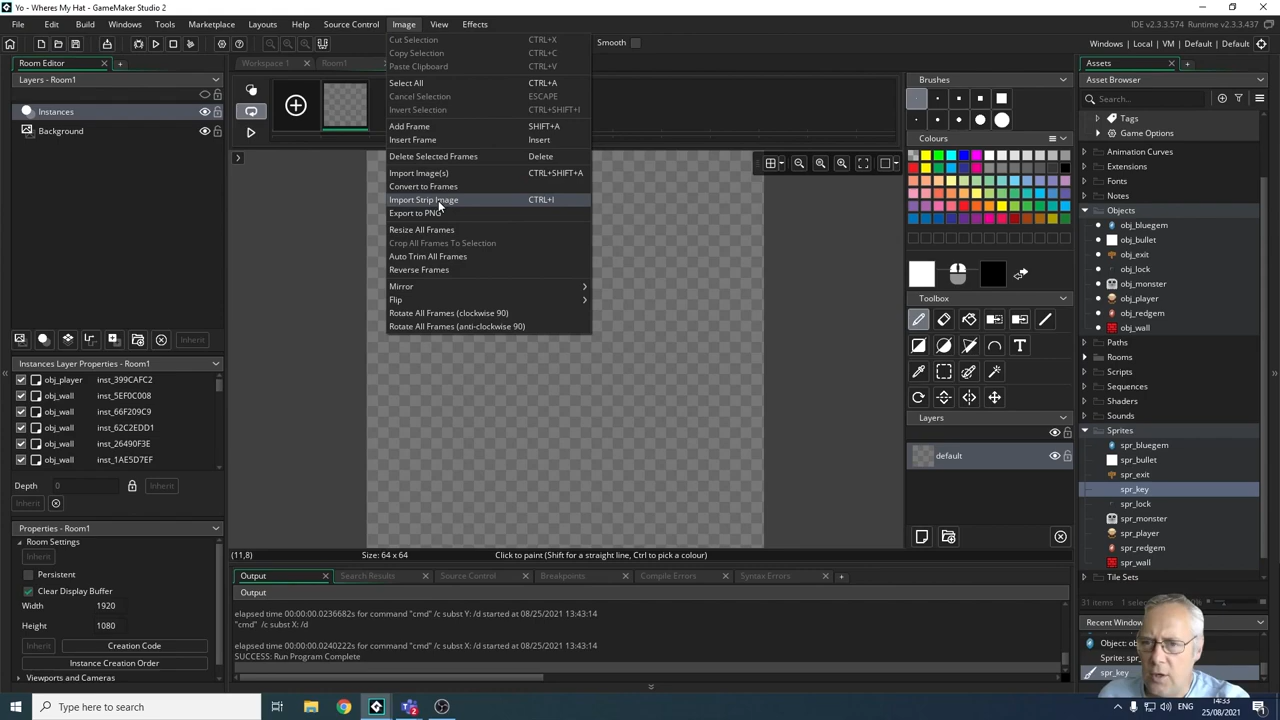 Yo - Wheres My Hat - GameMaker Studio 2
File Edit Build Windows Tools Marketplace Layouts Help Source Control Image View Effects
IDE v2.3.3.574 Runtime v2.3.3.437
Smooth
Windows | Local | VM | Default | Default
Room Editor
Workspace 1
Room1
Assets
Layers - Room1
Instances
Background
Cut Selection CTRL+X
Copy Selection CTRL+C
Paste Clipboard CTRL+V
Select All CTRL+A
Cancel Selection ESCAPE
Invert Selection CTRL+SHIFT+I
Add Frame SHIFT+A
Insert Frame Insert
Delete Selected Frames Delete
Import Image(s) CTRL+SHIFT+A
Convert to Frames
Import Strip Image CTRL+I
Export to PNG
Resize All Frames
Crop All Frames To Selection
Auto Trim All Frames
Reverse Frames
Mirror
Flip
Rotate All Frames (clockwise 90)
Rotate All Frames (anti-clockwise 90)
Brushes
Colours
Toolbox
T
Layers
default
Asset Browser
Search...
Tags
Game Options
Animation Curves
Extensions
Fonts
Notes
Objects
obj_bluegem
obj_bullet
obj_exit
obj_lock
obj_monster
obj_player
obj_redgem
obj_wall
Paths
Rooms
Scripts
Sequences
Shaders
Sounds
Sprites
spr_bluegem
spr_bullet
spr_exit
spr_key
spr_lock
spr_monster
spr_player
spr_redgem
spr_wall
Tile Sets
Inherit
Instances Layer Properties - Room1
obj_player inst_399CAFC2
obj_wall inst_5EF0C008
obj_wall inst_66F209C9
obj_wall inst_62C2EDD1
obj_wall inst_26490F3E
obj_wall inst_1AE5D7EF
Depth 0 Inherit
Inherit
Properties - Room1
Room Settings
Inherit
Persistent
Clear Display Buffer
Width 1920
Height 1080
Inherit Creation Code
Instance Creation Order
Viewports and Cameras
(11,8) Size: 64 x 64 Click to paint (Shift for a straight line, Ctrl to pick a colour)
Output Search Results Source Control Breakpoints Compile Errors Syntax Errors
Output
elapsed time 00:00:00.0236682s for command "cmd" /c subst Y: /d started at 08/25/2021 13:43:14
"cmd" /c subst X: /d
elapsed time 00:00:00.0240222s for command "cmd" /c subst X: /d started at 08/25/2021 13:43:14
SUCCESS: Run Program Complete
31 items
Recent Window
Object: ob
Sprite: spr_
spr_key
Type here to search
ENG
14:33
25/08/2021